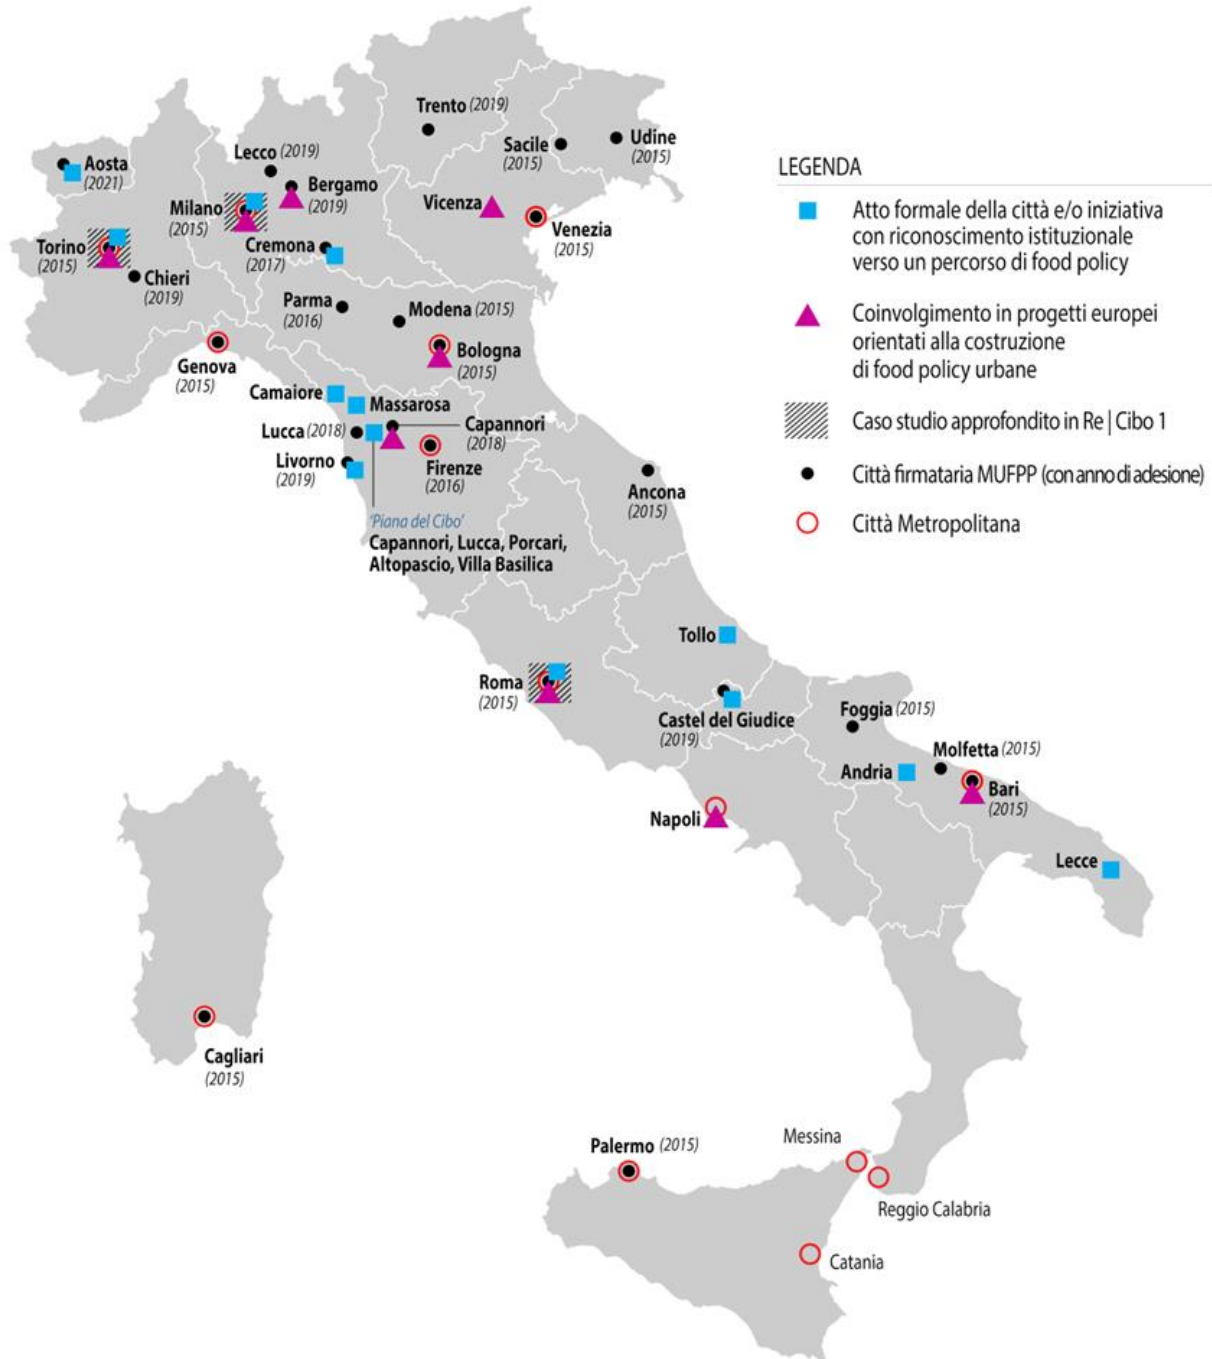 Trento (2019)
Sacile
(2015)
Udine
(2015)
Aosta
(2021)
Lecco (2019)
Bergamo
(2019)
Milano
(2015)
Vicenza
Venezia
(2015)
Torino
(2015)
Cremona
(2017)
Chieri
(2019)
Parma
(2016)
Modena (2015)
Bologna
(2015)
Genova
(2015)
Camaiore
Massarosa
Lucca (2018)
Capannori
(2018)
Livorno
(2019)
Firenze
(2016)
Ancona
(2015)
'Piana del Cibo'
Capannori, Lucca, Porcari,
Altopascio, Villa Basilica
Tollo
Roma
(2015)
Castel del Giudice
(2019)
Foggia (2015)
Molfetta (2015)
Andria
Bari
(2015)
Napoli
Lecce
Cagliari
(2015)
Palermo (2015)
Messina
Reggio Calabria
Catania
LEGENDA
Atto formale della città e/o iniziativa
con riconoscimento istituzionale
verso un percorso di food policy
Coinvolgimento in progetti europei
orientati alla costruzione
di food policy urbane
Caso studio approfondito in Re | Cibo 1
Città firmataria MUFPP (con anno di adesione)
Città Metropolitana